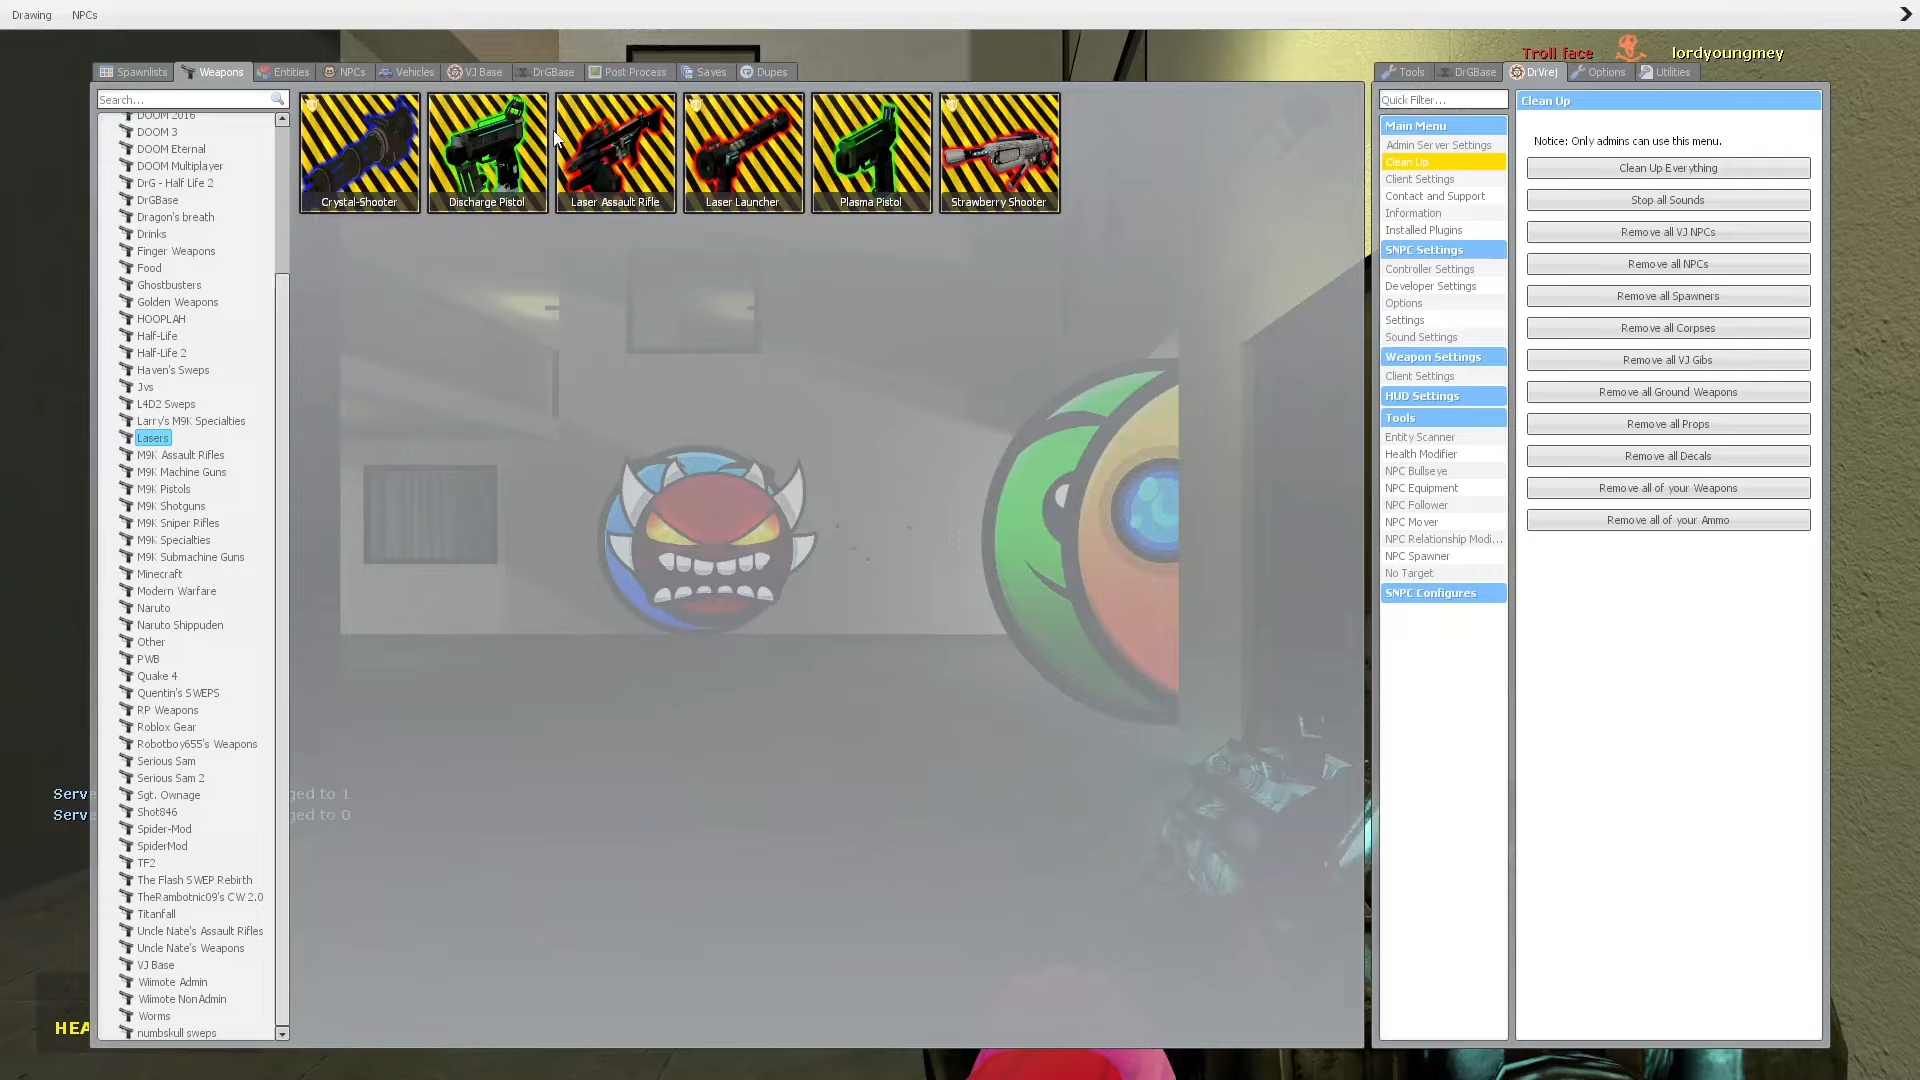 Drawing NPCs
Troll face lordyoungmey
Spawnlists Weapons Entities NPCs Vehicles VJ Base DrGBase Post Process Saves Dupes
Tools DrGBase DrVrej Options Utilities
Search...
DOOM 2016
DOOM 3
DOOM Eternal
DOOM Multiplayer
DrG - Half Life 2
DrGBase
Dragon's breath
Drinks
Finger Weapons
Food
Ghostbusters
Golden Weapons
HOOPLAH
Half-Life
Half-Life 2
Haven's Sweps
Jvs
L4D2 Sweps
Larry's M9K Specialties
Lasers
M9K Assault Rifles
M9K Machine Guns
M9K Pistols
M9K Shotguns
M9K Sniper Rifles
M9K Specialties
M9K Submachine Guns
Minecraft
Modern Warfare
Naruto
Naruto Shippuden
Other
PWB
Quake 4
Quentin's SWEPS
RP Weapons
Roblox Gear
Robotboy655's Weapons
Serious Sam
Serious Sam 2
Sgt. Ownage
Shot846
Spider-Mod
SpiderMod
TF2
The Flash SWEP Rebirth
TheRambotnic09's CW 2.0
Titanfall
Uncle Nate's Assault Rifles
Uncle Nate's Weapons
VJ Base
Wiimote Admin
Wiimote NonAdmin
Worms
numbskull sweps
Crystal-Shooter Discharge Pistol Laser Assault Rifle Laser Launcher Plasma Pistol Strawberry Shooter
Serve ged to 1
Serve ged to 0
HEA
Quick Filter...
Main Menu
Admin Server Settings
Clean Up
Client Settings
Contact and Support
Information
Installed Plugins
SNPC Settings
Controller Settings
Developer Settings
Options
Settings
Sound Settings
Weapon Settings
Client Settings
HUD Settings
Tools
Entity Scanner
Health Modifier
NPC Bullseye
NPC Equipment
NPC Follower
NPC Mover
NPC Relationship Modi...
NPC Spawner
No Target
SNPC Configures
Clean Up
Notice: Only admins can use this menu.
Clean Up Everything
Stop all Sounds
Remove all VJ NPCs
Remove all NPCs
Remove all Spawners
Remove all Corpses
Remove all VJ Gibs
Remove all Ground Weapons
Remove all Props
Remove all Decals
Remove all of your Weapons
Remove all of your Ammo